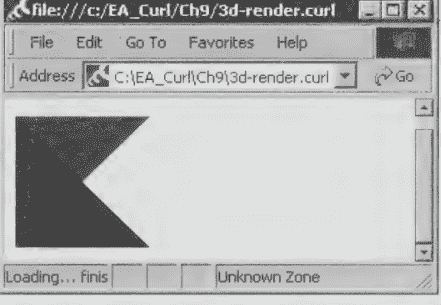 file:///c:/EA_Curl/Ch9/3d-render.curl
File Edit Go To Favorites Help
Address C:\EA_Curl\Ch9\3d-render.curl Go
Loading... finis Unknown Zone